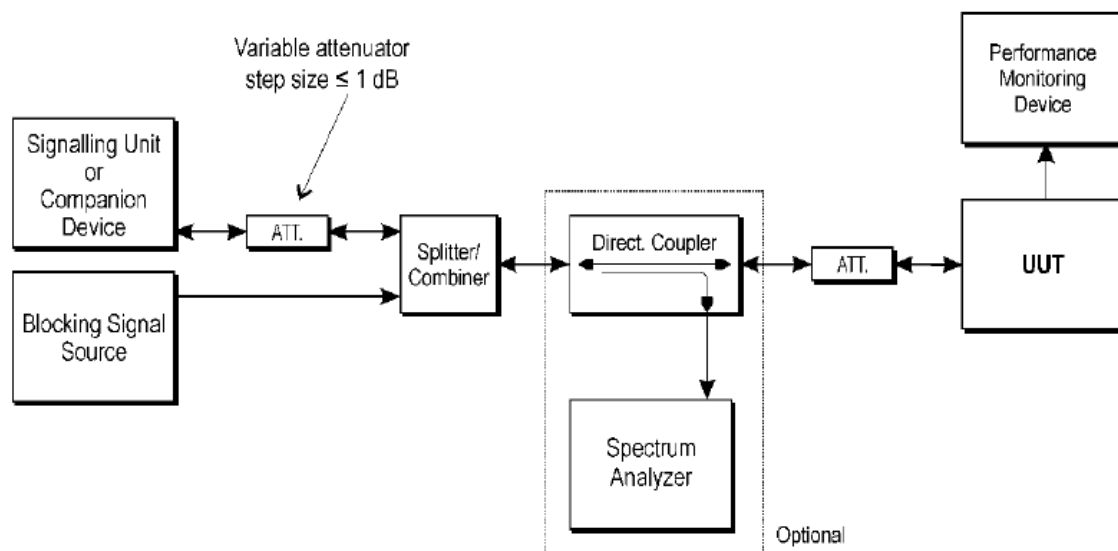 Variable attenuator
step size ≤ 1 dB
Performance
Monitoring
Device
Signalling Unit
or
Companion
Device
ATT.
Splitter/
Combiner
Direct. Coupler
ATT.
UUT
Blocking Signal
Source
Spectrum
Analyzer
Optional